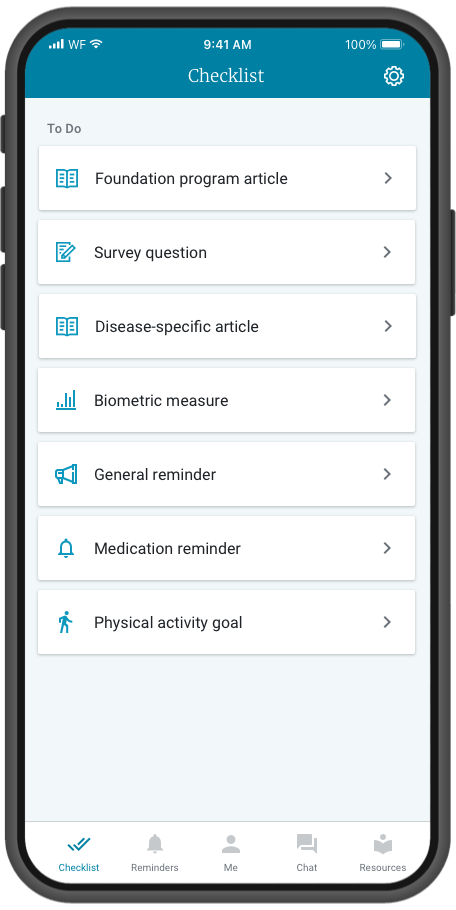 WF 9:41 AM 100%
Checklist
To Do
Foundation program article
Survey question
Disease-specific article
Biometric measure
General reminder
Medication reminder
Physical activity goal
Checklist Reminders Me Chat Resources